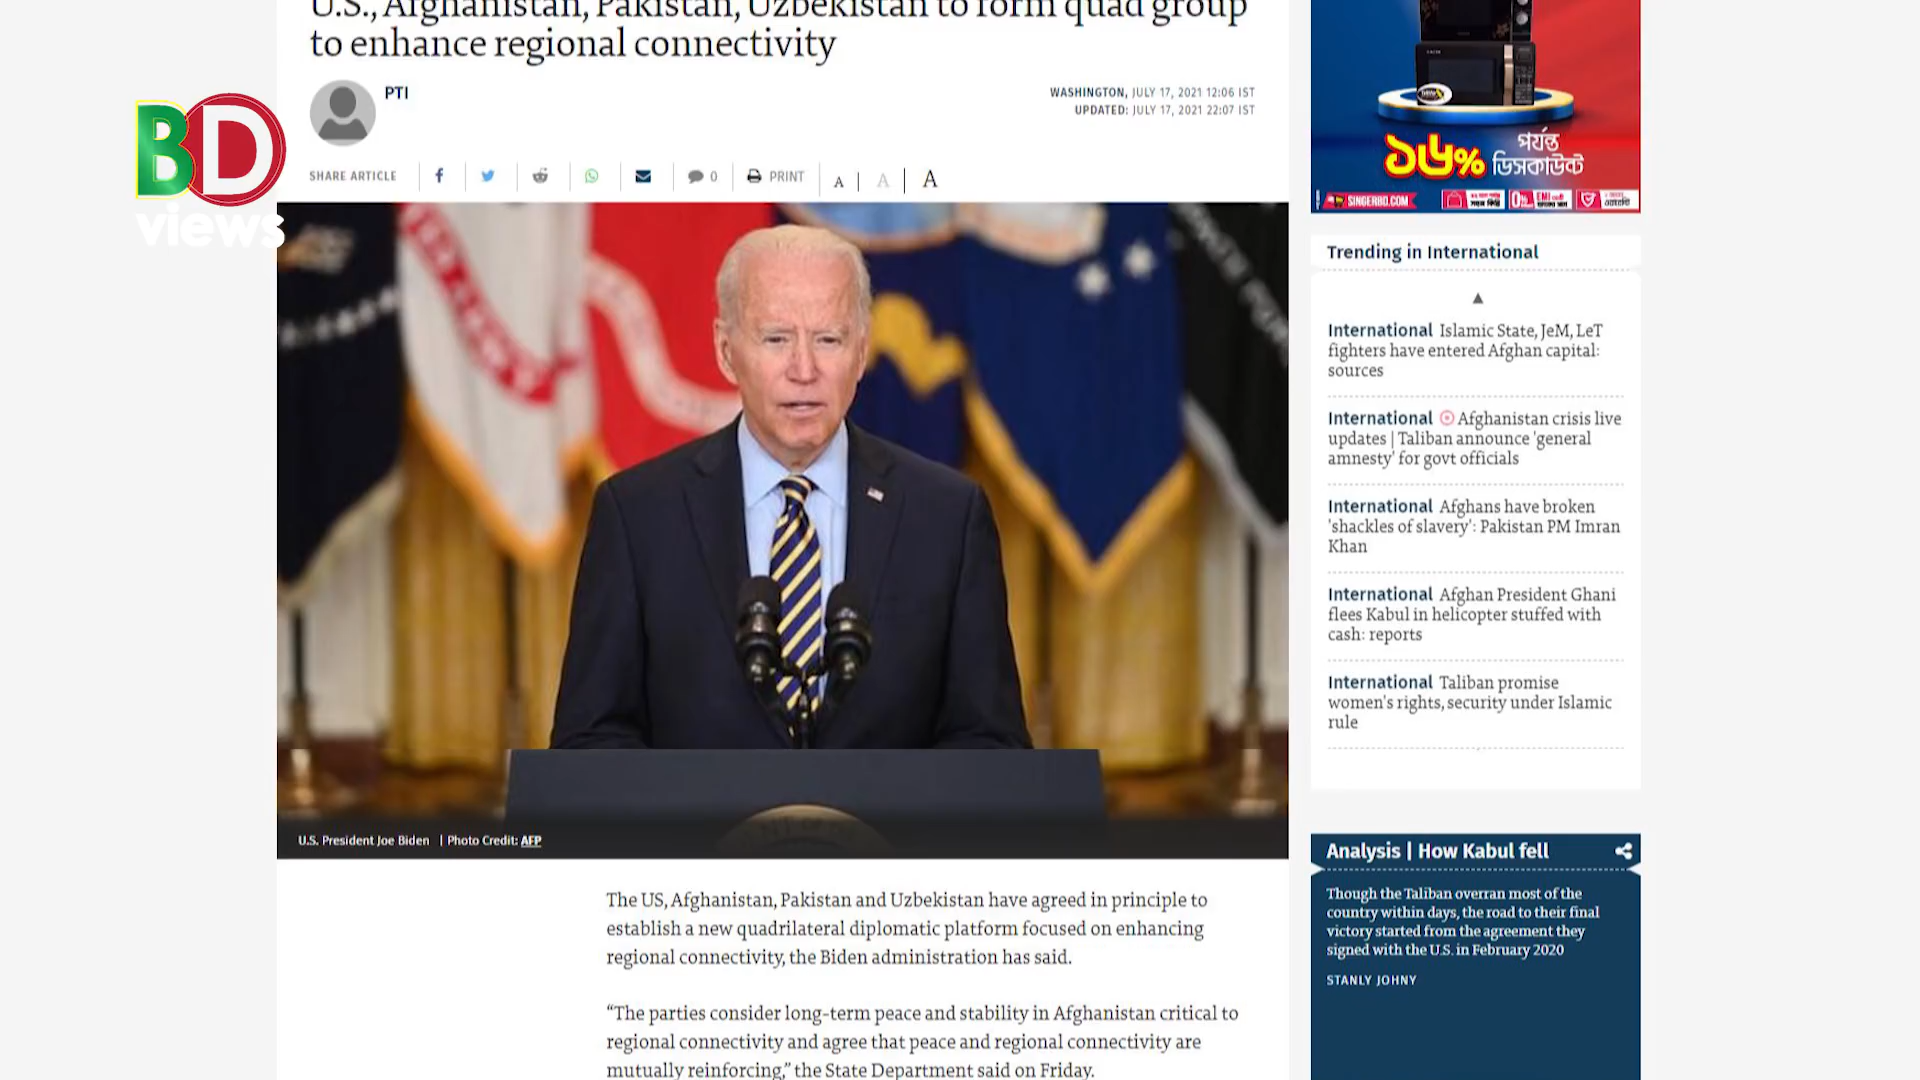 U.S., Afghanistan, Pakistan, Uzbekistan to form quad group
to enhance regional connectivity
PTI
WASHINGTON, JULY 17, 2021 12:06 IST
UPDATED: JULY 17, 2021 22:07 IST
BD
views
SHARE ARTICLE
0
PRINT
A | A | A
U.S. President Joe Biden | Photo Credit: AFP
The US, Afghanistan, Pakistan and Uzbekistan have agreed in principle to
establish a new quadrilateral diplomatic platform focused on enhancing
regional connectivity, the Biden administration has said.
“The parties consider long-term peace and stability in Afghanistan critical to
regional connectivity and agree that peace and regional connectivity are
mutually reinforcing,” the State Department said on Friday.
১৬% পর্যন্ত
ডিসকাউন্ট
SINGERBD.COM
0% EMI
Trending in International
International Islamic State, JeM, LeT
fighters have entered Afghan capital:
sources
International Afghanistan crisis live
updates | Taliban announce 'general
amnesty' for govt officials
International Afghans have broken
'shackles of slavery': Pakistan PM Imran
Khan
International Afghan President Ghani
flees Kabul in helicopter stuffed with
cash: reports
International Taliban promise
women's rights, security under Islamic
rule
Analysis | How Kabul fell
Though the Taliban overran most of the
country within days, the road to their final
victory started from the agreement they
signed with the U.S. in February 2020
STANLY JOHNY